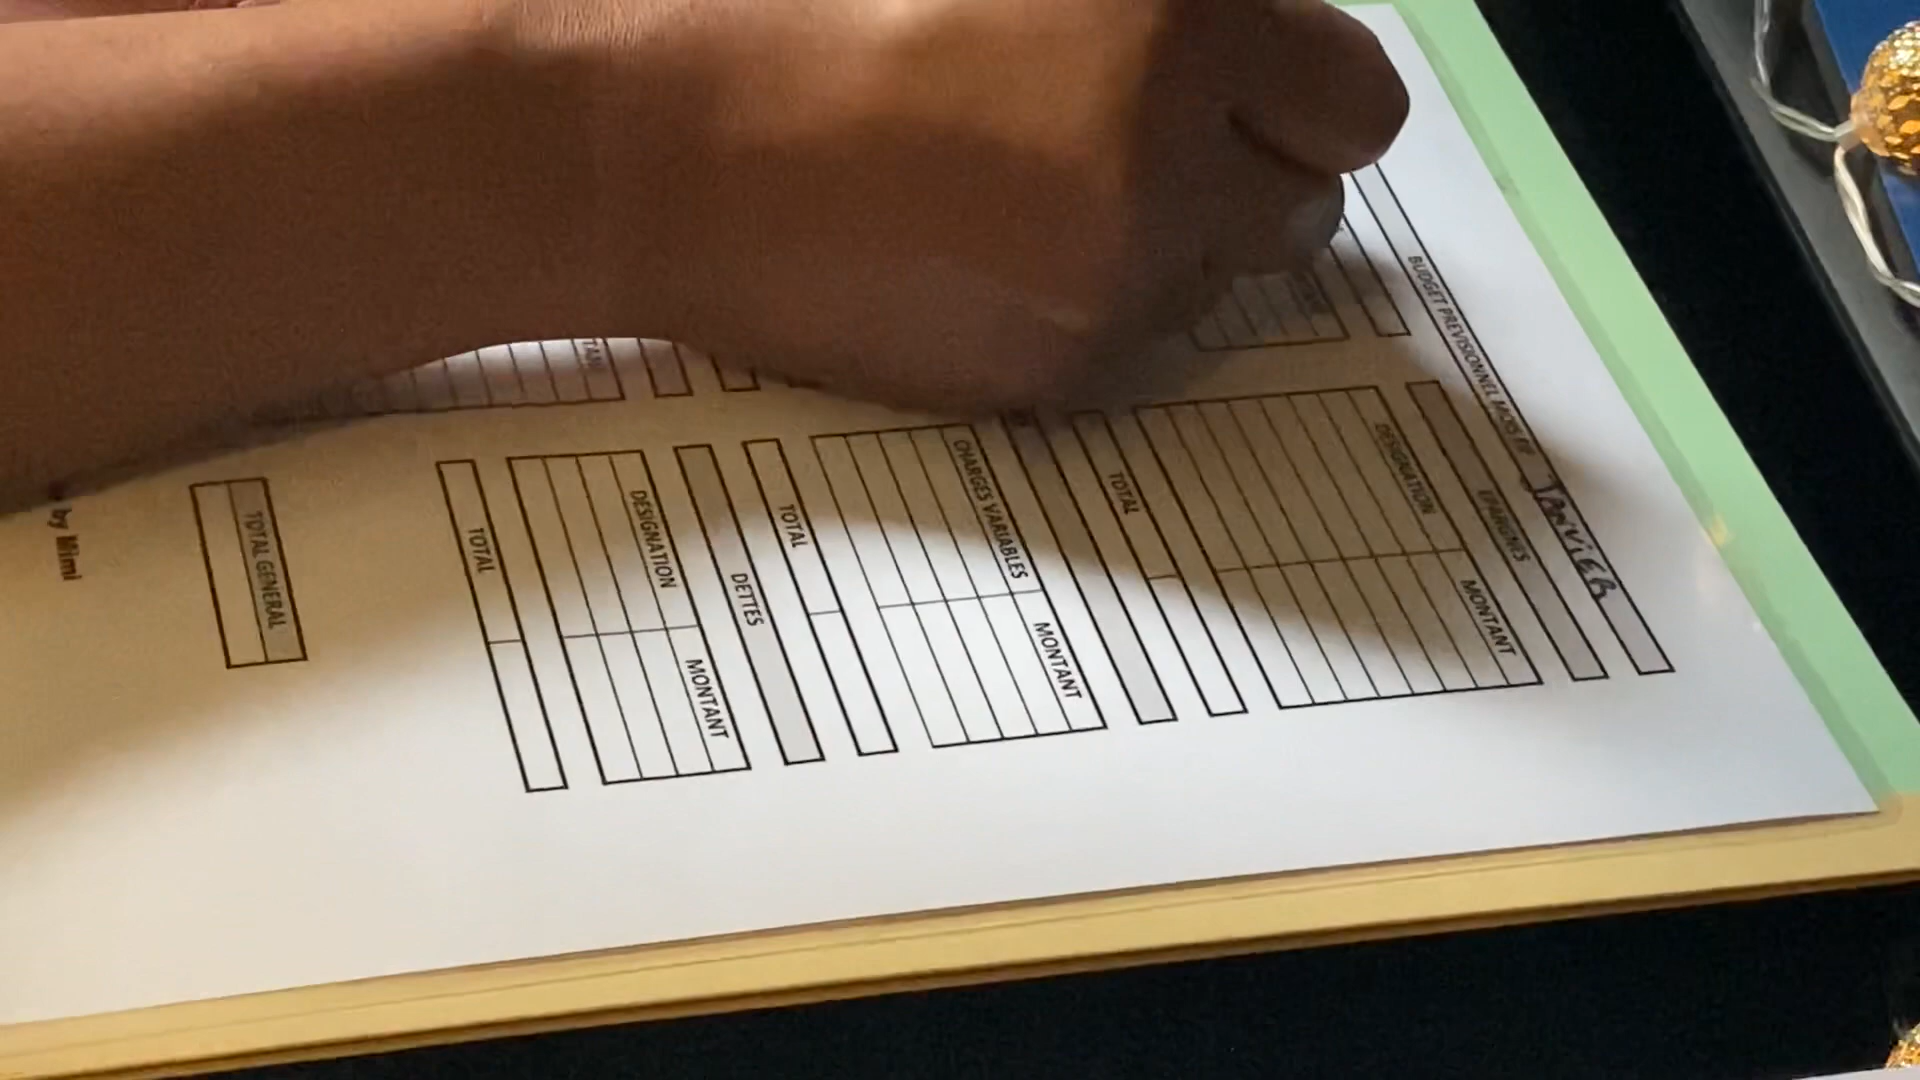 BUDGET PREVISIONNEL MOIS JANVIER
EPARGNES
DESIGNATION MONTANT
TOTAL
CHARGES VARIABLES MONTANT
TOTAL
DETTES
DESIGNATION MONTANT
TOTAL
TOTAL GENERAL
by Mimi